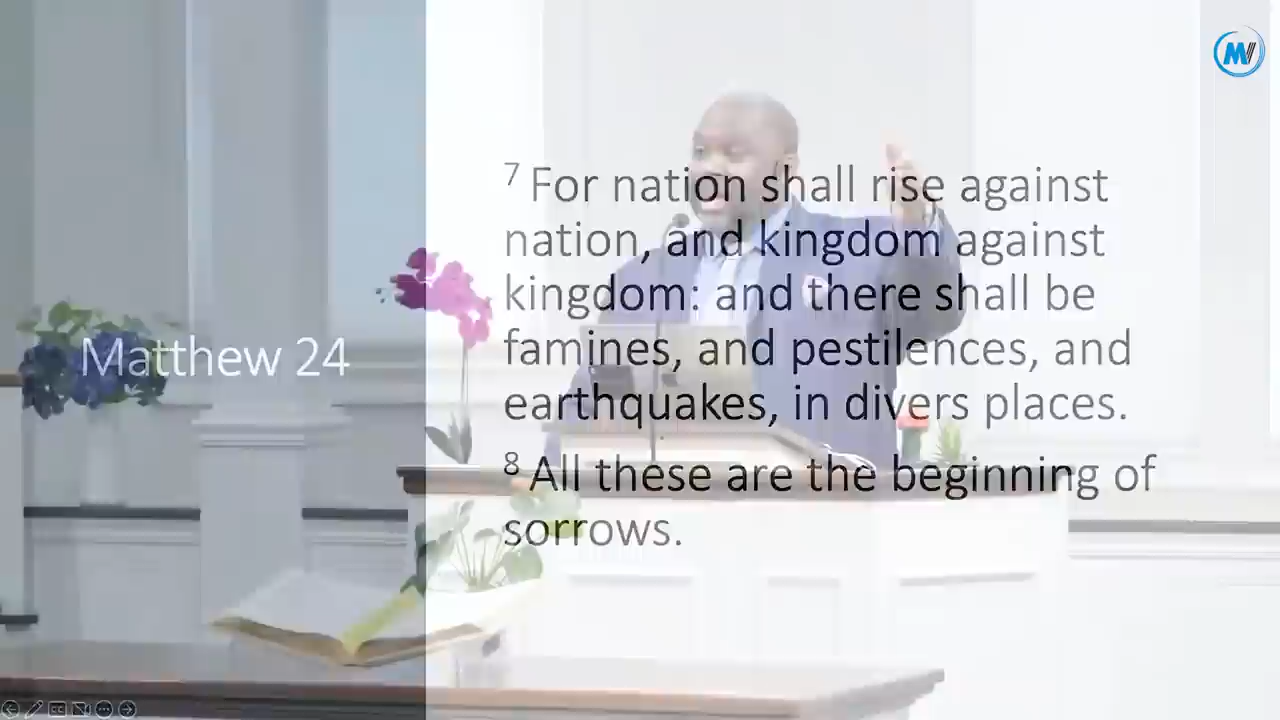 Matthew 24
7 For nation shall rise against
nation, and kingdom against
kingdom: and there shall be
famines, and pestilences, and
earthquakes, in divers places.
8 All these are the beginning of
sorrows.
MV